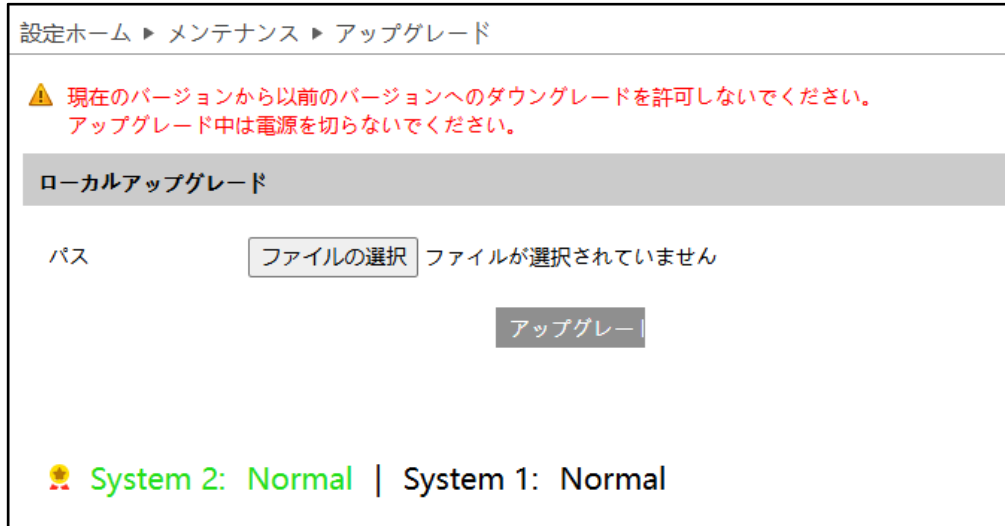 設定ホーム ▶ メンテナンス ▶ アップグレード
現在のバージョンから以前のバージョンへのダウングレードを許可しないでください。
アップグレード中は電源を切らないでください。
ローカルアップグレード
パス ファイルの選択 ファイルが選択されていません
アップグレー
System 2: Normal | System 1: Normal